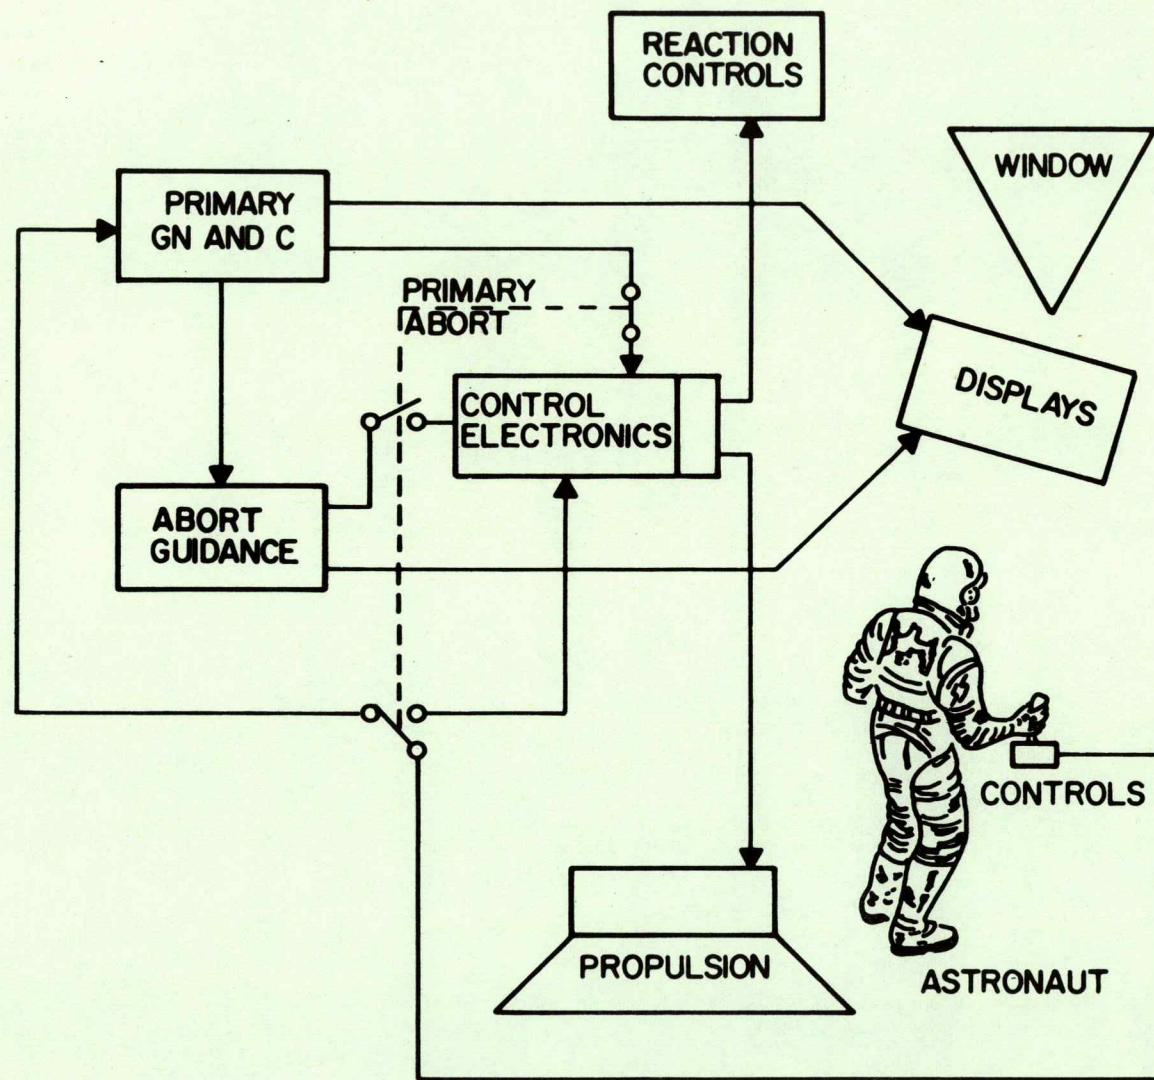 REACTION
CONTROLS
WINDOW
PRIMARY
GN AND C
PRIMARY
ABORT
DISPLAYS
CONTROL
ELECTRONICS
ABORT
GUIDANCE
CONTROLS
PROPULSION
ASTRONAUT